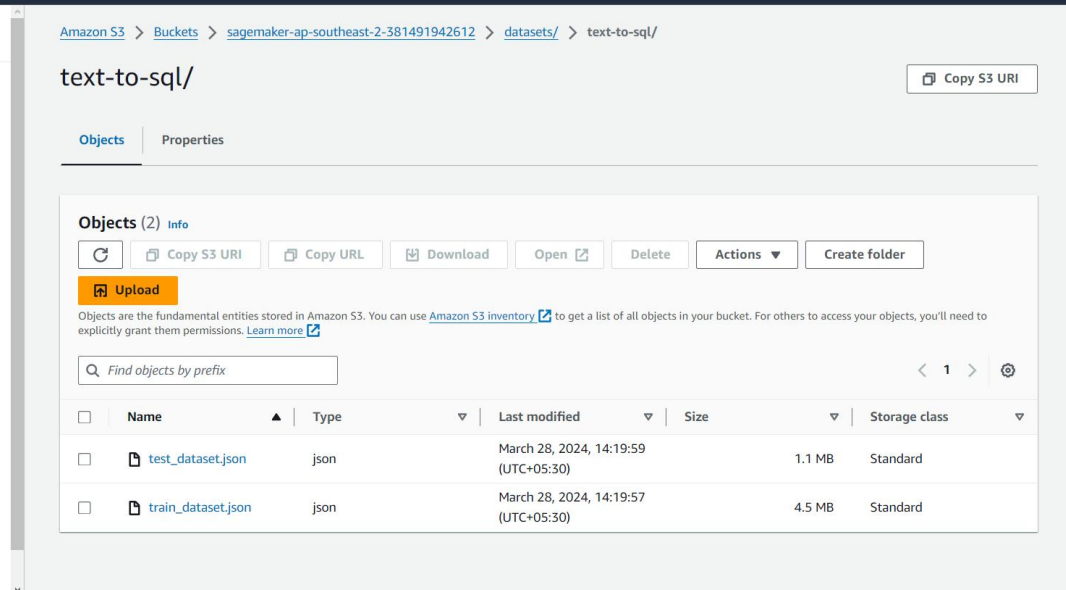 Amazon S3 > Buckets > sagemaker-ap-southeast-2-381491942612 > datasets/ > text-to-sql/
text-to-sql/
Copy S3 URI
Objects Properties
Objects (2) Info
Copy S3 URI Copy URL Download Open Delete Actions Create folder
Upload
Objects are the fundamental entities stored in Amazon S3. You can use Amazon S3 inventory to get a list of all objects in your bucket. For others to access your objects, you'll need to
explicitly grant them permissions. Learn more
Find objects by prefix
< 1 >
Name Type Last modified Size Storage class
test_dataset.json json March 28, 2024, 14:19:59 (UTC+05:30) 1.1 MB Standard
train_dataset.json json March 28, 2024, 14:19:57 (UTC+05:30) 4.5 MB Standard